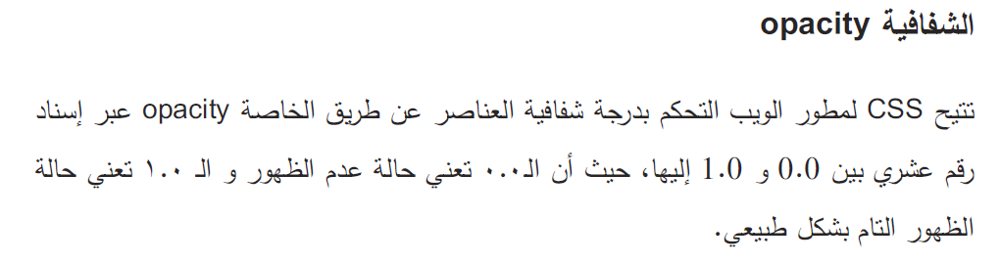 الشفافية opacity
تتيح CSS لمطور الويب التحكم بدرجة شفافية العناصر عن طريق الخاصة opacity عبر إسناد
رقم عشري بين 0.0 و 1.0 إليها، حيث أن الـ٠.٠ تعني حالة عدم الظهور و الـ ١.٠ تعني حالة
الظهور التام بشكل طبيعي.